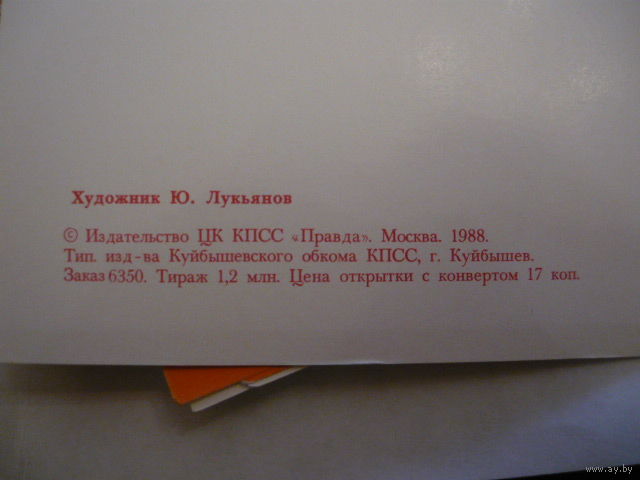 Художник Ю. Лукьянов
© Издательство ЦК КПСС «Правда». Москва. 1988.
Тип. изд-ва Куйбышевского обкома КПСС, г. Куйбышев.
Заказ 6350. Тираж 1,2 млн. Цена открытки с конвертом 17 коп.
www.ay.by